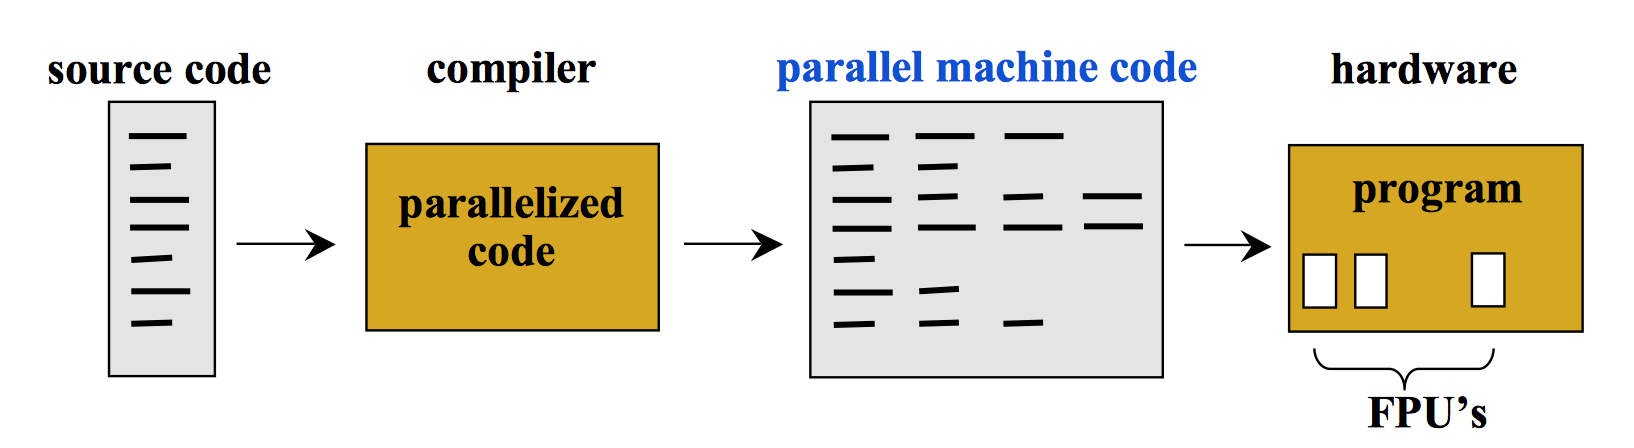 source code
compiler
parallel machine code
hardware
parallelized
code
program
FPU’s